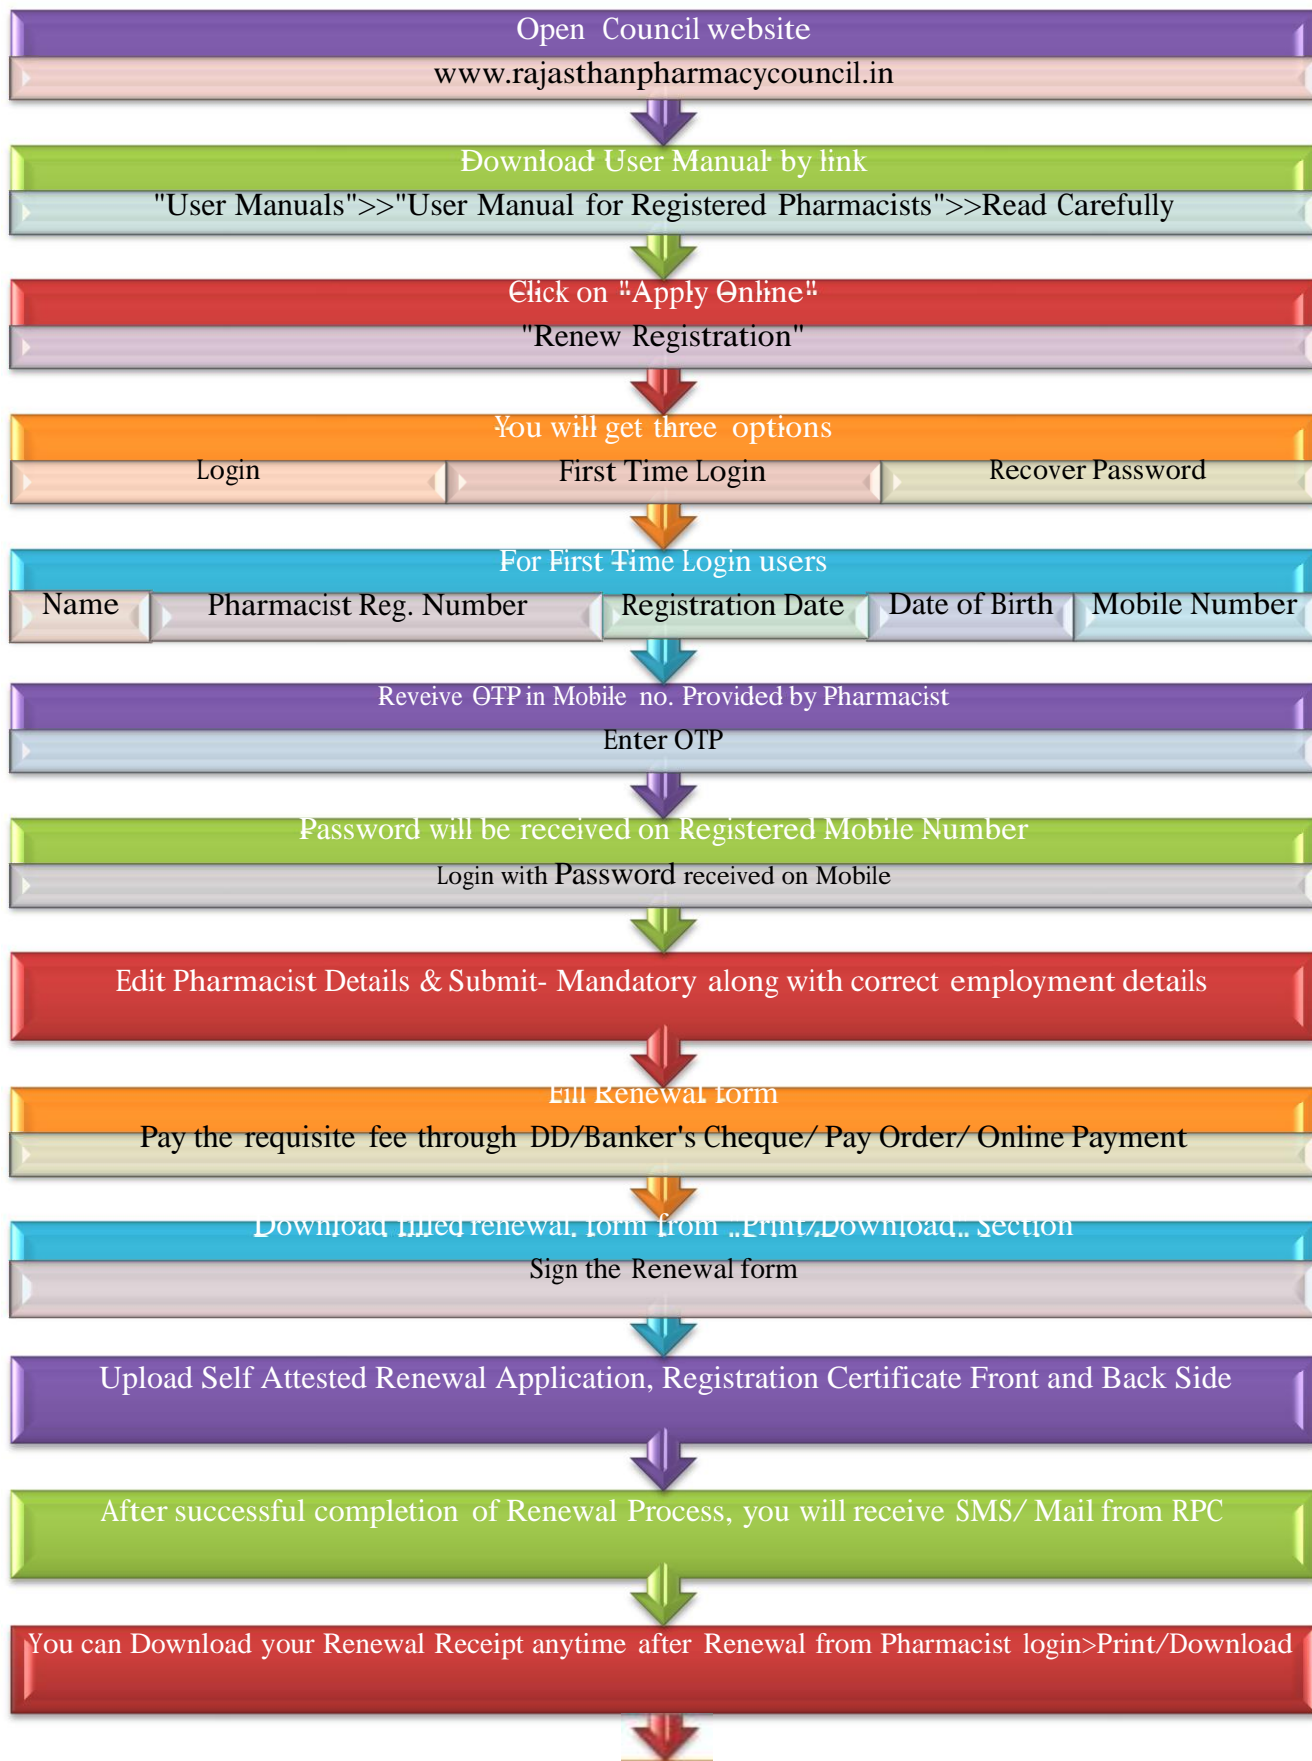 Open Council website
www.rajasthanpharmacycouncil.in
Download User Manual by link
"User Manuals">>"User Manual for Registered Pharmacists">>Read Carefully
Click on "Apply Online"
"Renew Registration"
You will get three options
Login First Time Login Recover Password
For First Time Login users
Name Pharmacist Reg. Number Registration Date Date of Birth Mobile Number
Reveive OTP in Mobile no. Provided by Pharmacist
Enter OTP
Password will be received on Registered Mobile Number
Login with Password received on Mobile
Edit Pharmacist Details & Submit- Mandatory along with correct employment details
Fill Renewal form
Pay the requisite fee through DD/Banker's Cheque/ Pay Order/ Online Payment
Download filled renewal form from "Print/Download" Section
Sign the Renewal form
Upload Self Attested Renewal Application, Registration Certificate Front and Back Side
After successful completion of Renewal Process, you will receive SMS/ Mail from RPC
You can Download your Renewal Receipt anytime after Renewal from Pharmacist login>Print/Download